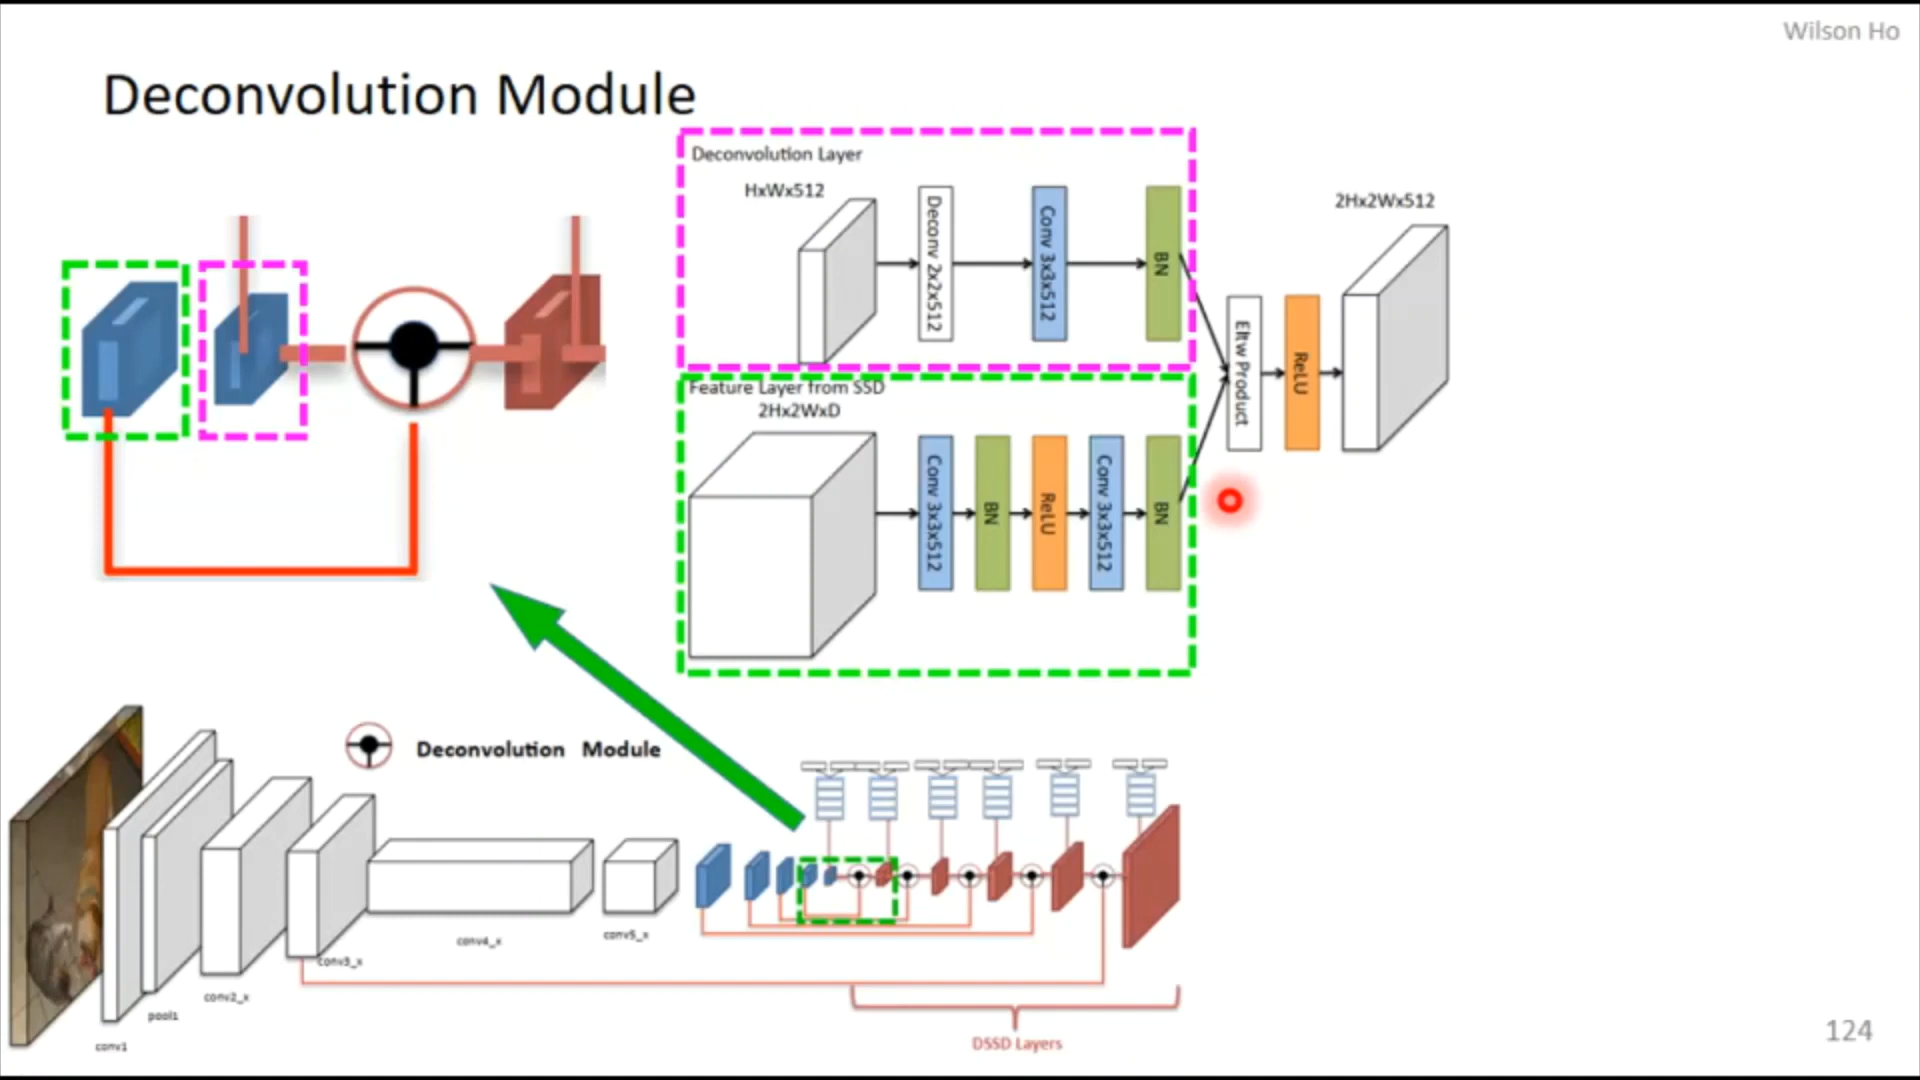 Wilson Ho
Deconvolution Module
Deconvolution Layer
HxWx512
Deconv 2x2x512
Conv 3x3x512
BN
2Hx2Wx512
Eltw Product
ReLU
Feature Layer from SSD
2Hx2WxD
Conv 3x3x512
BN
ReLU
Conv 3x3x512
BN
Deconvolution Module
conv1
pool1
conv2_x
conv3_x
conv4_x
conv5_x
DSSD Layers
124